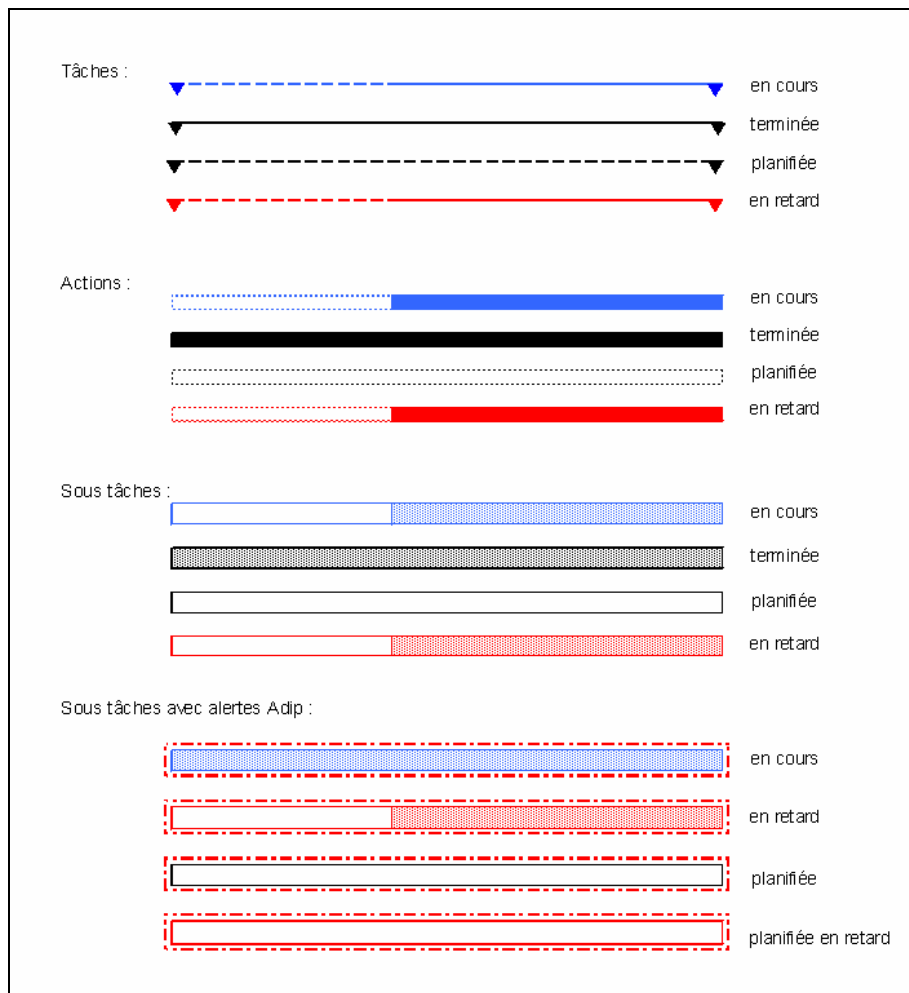 Tâches :
en cours
terminée
planifiée
en retard
Actions :
en cours
terminée
planifiée
en retard
Sous tâches :
en cours
terminée
planifiée
en retard
Sous tâches avec alertes Adip :
en cours
en retard
planifiée
planifiée en retard